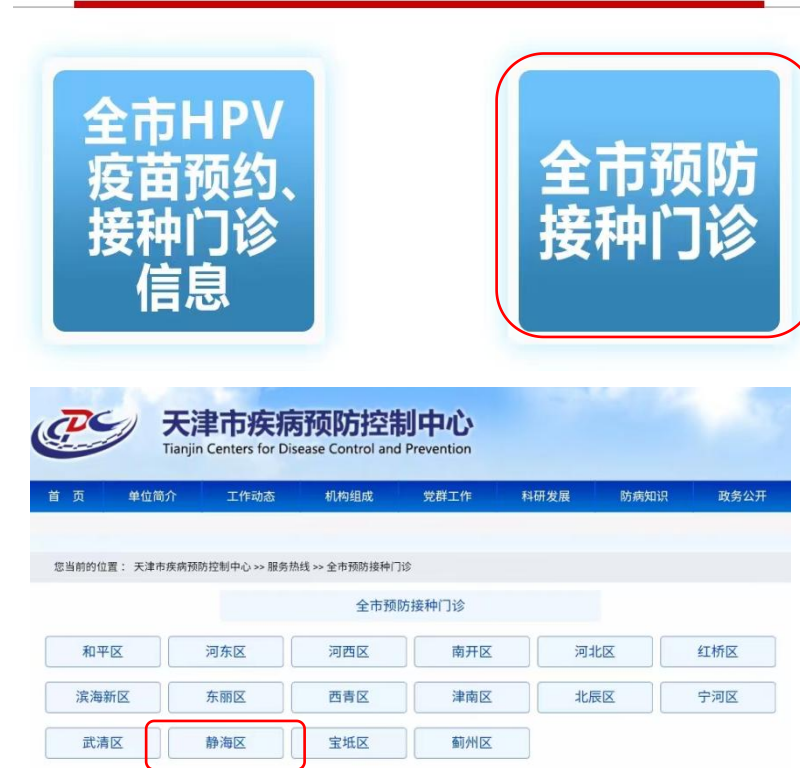 全市HPV
疫苗预约、
接种门诊
信息
全市预防
接种门诊
CDC
天津市疾病预防控制中心
Tianjin Centers for Disease Control and Prevention
首 页 单位简介 工作动态 机构组成 党群工作 科研发展 防病知识 政务公开
您当前的位置： 天津市疾病预防控制中心 >> 服务热线 >> 全市预防接种门诊
全市预防接种门诊
和平区 河东区 河西区 南开区 河北区 红桥区
滨海新区 东丽区 西青区 津南区 北辰区 宁河区
武清区 静海区 宝坻区 蓟州区